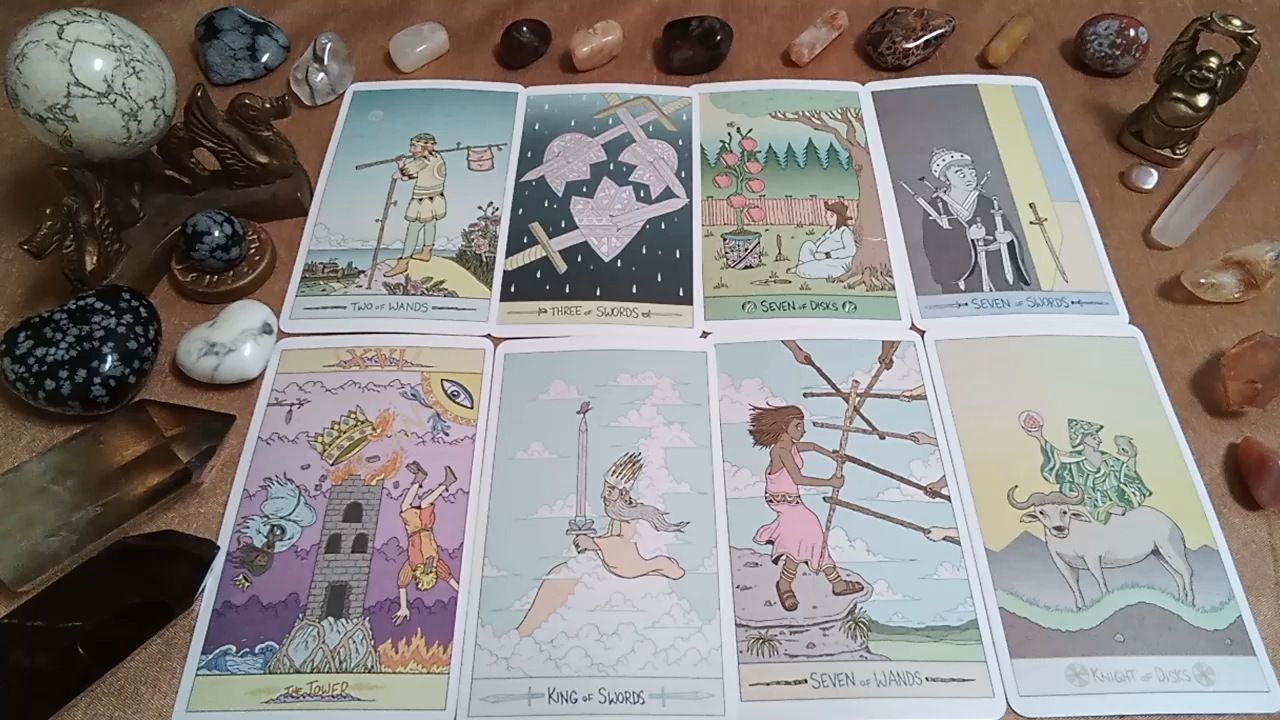 TWO OF WANDS
THREE OF SWORDS
SEVEN OF DISKS
SEVEN OF SWORDS
XVI
THE TOWER
KING OF SWORDS
SEVEN OF WANDS
KNIGHT OF DISKS